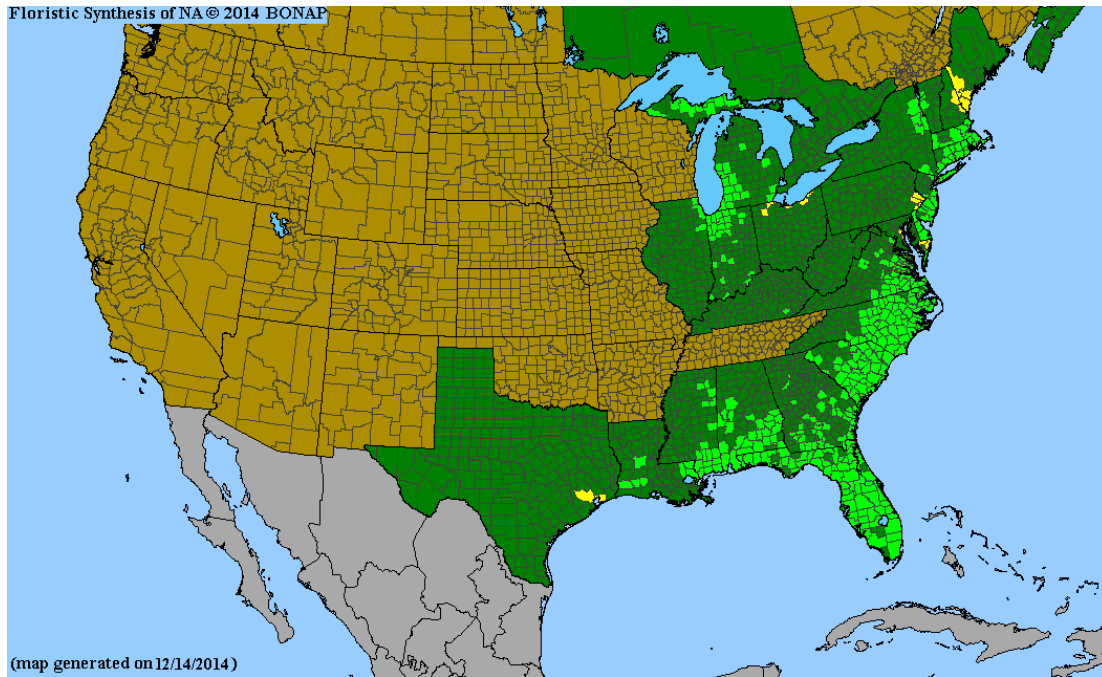 Floristic Synthesis of NA © 2014 BONAP
(map generated on 12/14/2014)